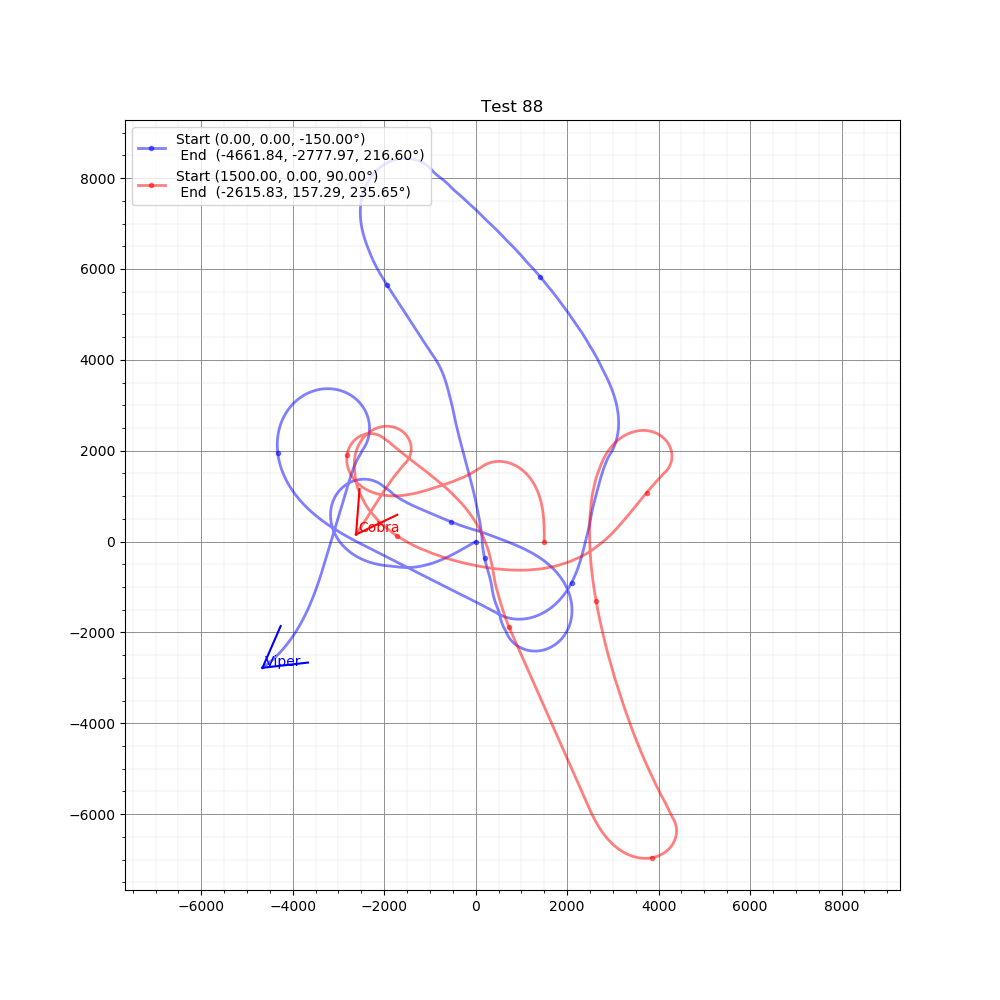 Test 88
Start (0.00, 0.00, -150.00°)
End  (-4661.84, -2777.97, 216.60°)
Start (1500.00, 0.00, 90.00°)
End  (-2615.83, 157.29, 235.65°)
8000
6000
4000
2000
0
−2000
−4000
−6000
Cobra
Viper
−6000 −4000 −2000 0 2000 4000 6000 8000